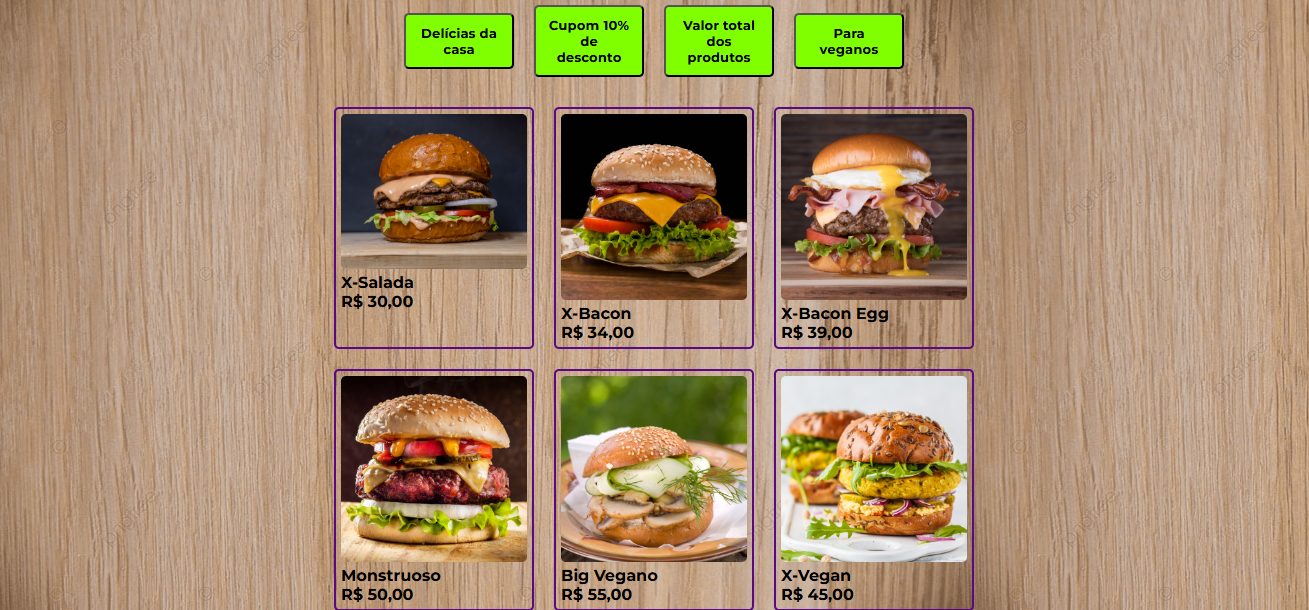 Delícias da
casa
Cupom 10%
de
desconto
Valor total
dos
produtos
Para
veganos
X-Salada
R$ 30,00
X-Bacon
R$ 34,00
X-Bacon Egg
R$ 39,00
Monstruoso
R$ 50,00
Big Vegano
R$ 55,00
X-Vegan
R$ 45,00